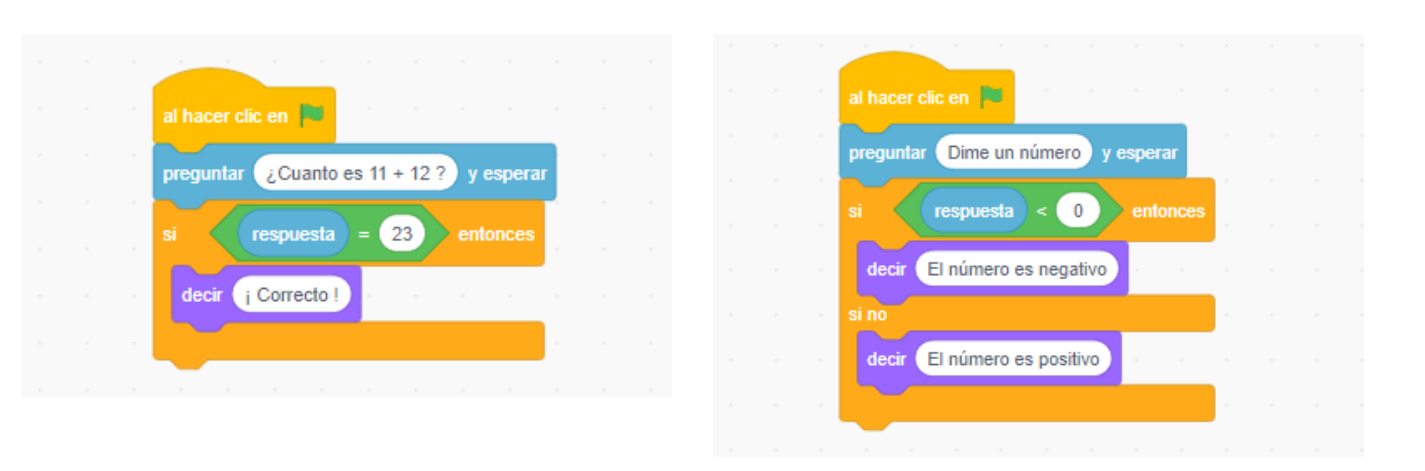 al hacer clic en
preguntar ¿Cuanto es 11 + 12 ? y esperar
si respuesta = 23 entonces
decir ¡ Correcto !
al hacer clic en
preguntar Dime un número y esperar
si respuesta < 0 entonces
decir El número es negativo
si no
decir El número es positivo